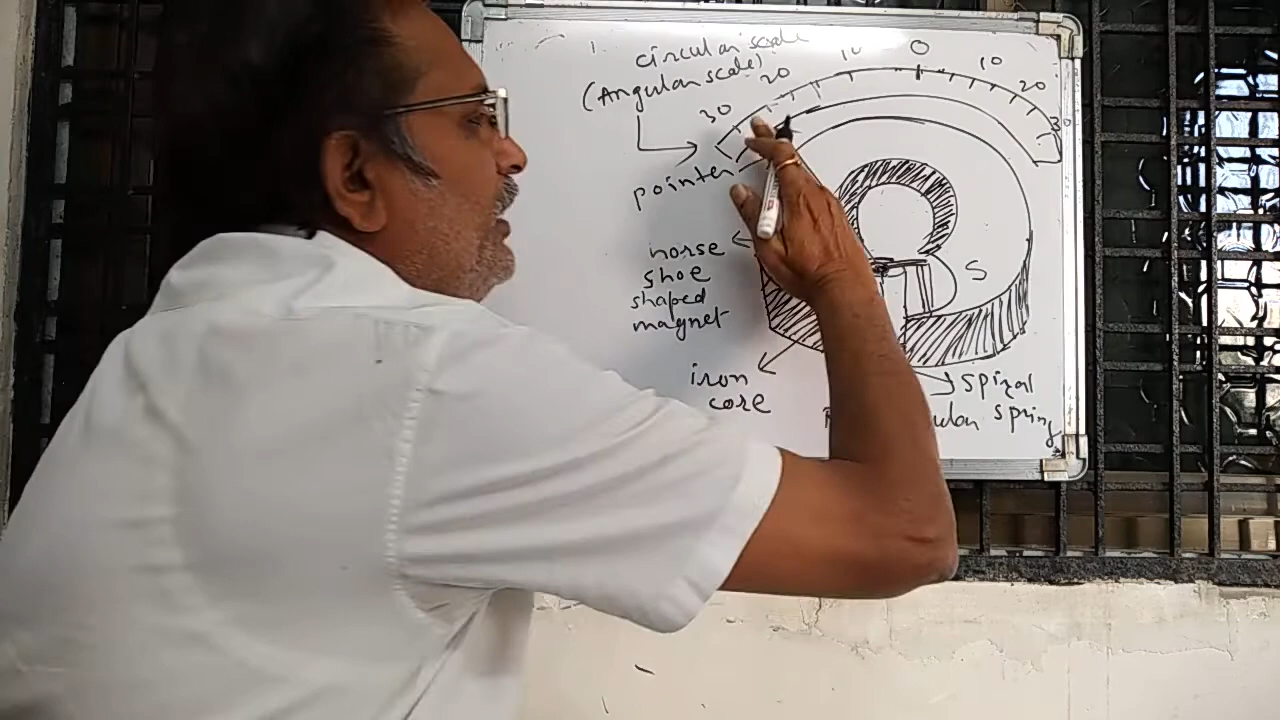 circular scale
(Angular scale)
30 20 10 0 10 20 30
pointer
horse
shoe
shaped
magnet
S
iron
core
spiral
spring